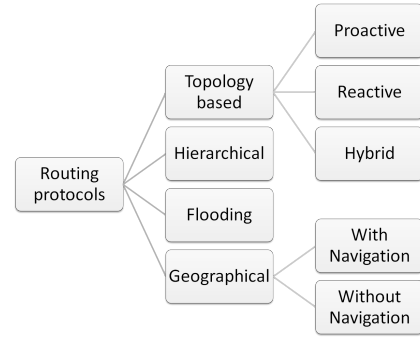 Routing
protocols
Topology
based
Proactive
Reactive
Hybrid
Hierarchical
Flooding
Geographical
With
Navigation
Without
Navigation